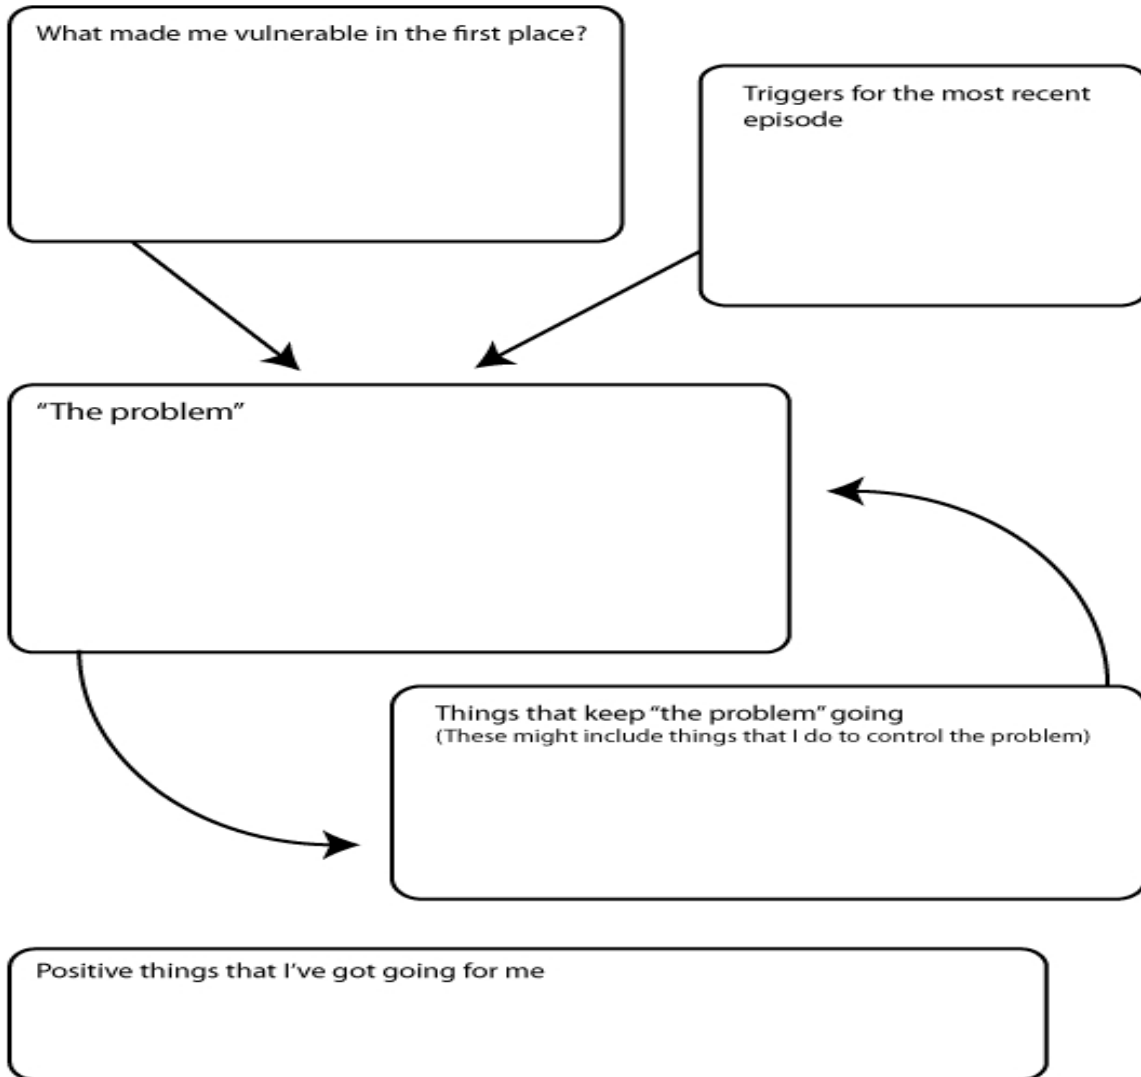 What made me vulnerable in the first place?
Triggers for the most recent
episode
“The problem”
Things that keep “the problem” going
(These might include things that I do to control the problem)
Positive things that I’ve got going for me